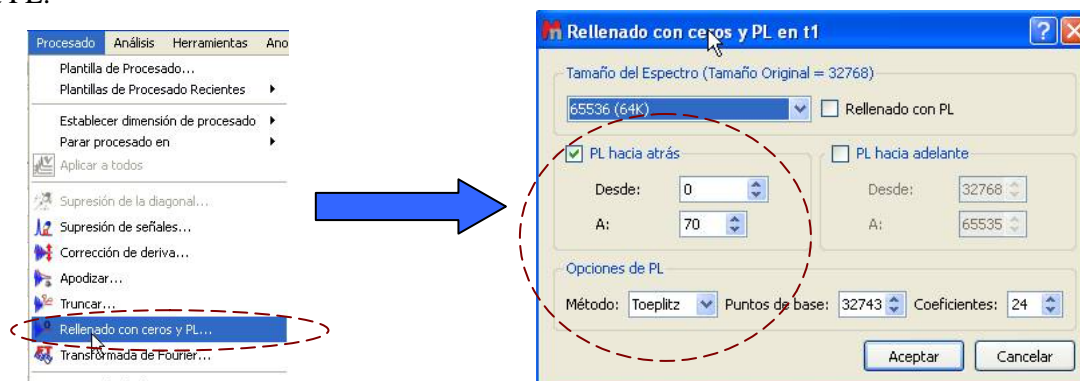 Procesado Análisis Herramientas Ano
Plantilla de Procesado...
Plantillas de Procesado Recientes
Establecer dimensión de procesado
Parar procesado en
Aplicar a todos
Supresión de la diagonal...
Supresión de señales...
Corrección de deriva...
Apodizar...
Truncar...
Rellenado con ceros y PL...
Transformada de Fourier...
Rellenado con ceros y PL en t1
Tamaño del Espectro (Tamaño Original = 32768)
65536 (64K) Rellenado con PL
PL hacia atrás
Desde: 0
A: 70
PL hacia adelante
Desde: 32768
A: 65535
Opciones de PL
Método: Toeplitz Puntos de base: 32743 Coeficientes: 24
Aceptar Cancelar